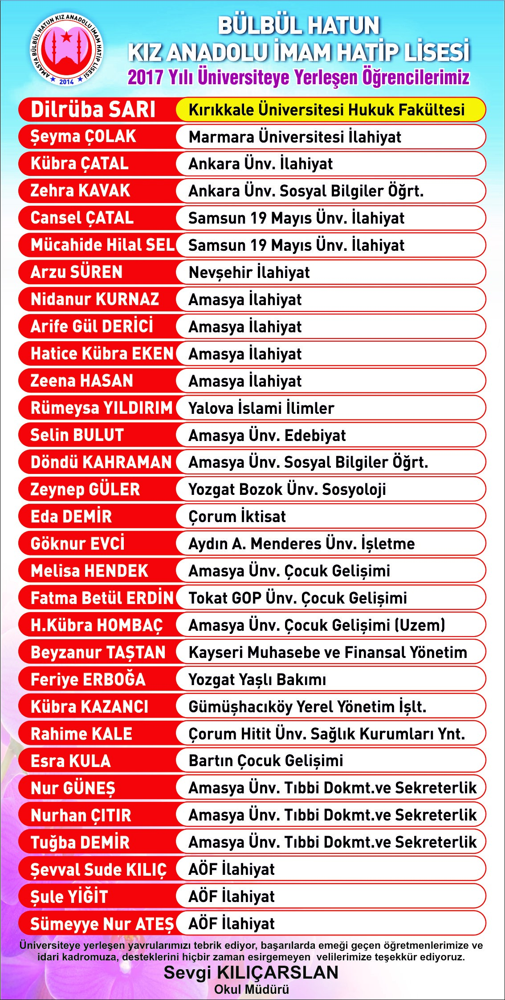 AMASYA BÜLBÜL HATUN KIZ ANADOLU İMAM HATİP LİSESİ
2014
BÜLBÜL HATUN
KIZ ANADOLU İMAM HATİP LİSESİ
2017 Yılı Üniversiteye Yerleşen Öğrencilerimiz
Dilrüba SARI Kırıkkale Üniversitesi Hukuk Fakültesi
Şeyma ÇOLAK Marmara Üniversitesi İlahiyat
Kübra ÇATAL Ankara Ünv. İlahiyat
Zehra KAVAK Ankara Ünv. Sosyal Bilgiler Öğrt.
Cansel ÇATAL Samsun 19 Mayıs Ünv. İlahiyat
Mücahide Hilal SEL Samsun 19 Mayıs Ünv. İlahiyat
Arzu SÜREN Nevşehir İlahiyat
Nidanur KURNAZ Amasya İlahiyat
Arife Gül DERİCİ Amasya İlahiyat
Hatice Kübra EKEN Amasya İlahiyat
Zeena HASAN Amasya İlahiyat
Rümeysa YILDIRIM Yalova İslami İlimler
Selin BULUT Amasya Ünv. Edebiyat
Döndü KAHRAMAN Amasya Ünv. Sosyal Bilgiler Öğrt.
Zeynep GÜLER Yozgat Bozok Ünv. Sosyoloji
Eda DEMİR Çorum İktisat
Göknur EVCİ Aydın A. Menderes Ünv. İşletme
Melisa HENDEK Amasya Ünv. Çocuk Gelişimi
Fatma Betül ERDİN Tokat GOP Ünv. Çocuk Gelişimi
H.Kübra HOMBAÇ Amasya Ünv. Çocuk Gelişimi (Uzem)
Beyzanur TAŞTAN Kayseri Muhasebe ve Finansal Yönetim
Feriye ERBOĞA Yozgat Yaşlı Bakımı
Kübra KAZANCI Gümüşhacıköy Yerel Yönetim İşlt.
Rahime KALE Çorum Hitit Ünv. Sağlık Kurumları Ynt.
Esra KULA Bartın Çocuk Gelişimi
Nur GÜNEŞ Amasya Ünv. Tıbbi Dokmt.ve Sekreterlik
Nurhan ÇITIR Amasya Ünv. Tıbbi Dokmt.ve Sekreterlik
Tuğba DEMİR Amasya Ünv. Tıbbi Dokmt.ve Sekreterlik
Şevval Sude KILIÇ AÖF İlahiyat
Şule YİĞİT AÖF İlahiyat
Sümeyye Nur ATEŞ AÖF İlahiyat
Üniversiteye yerleşen yavrularımızı tebrik ediyor, başarılarda emeği geçen öğretmenlerimize ve
idari kadromuza, desteklerini hiçbir zaman esirgemeyen velilerimize teşekkür ediyoruz.
Sevgi KILIÇARSLAN
Okul Müdürü